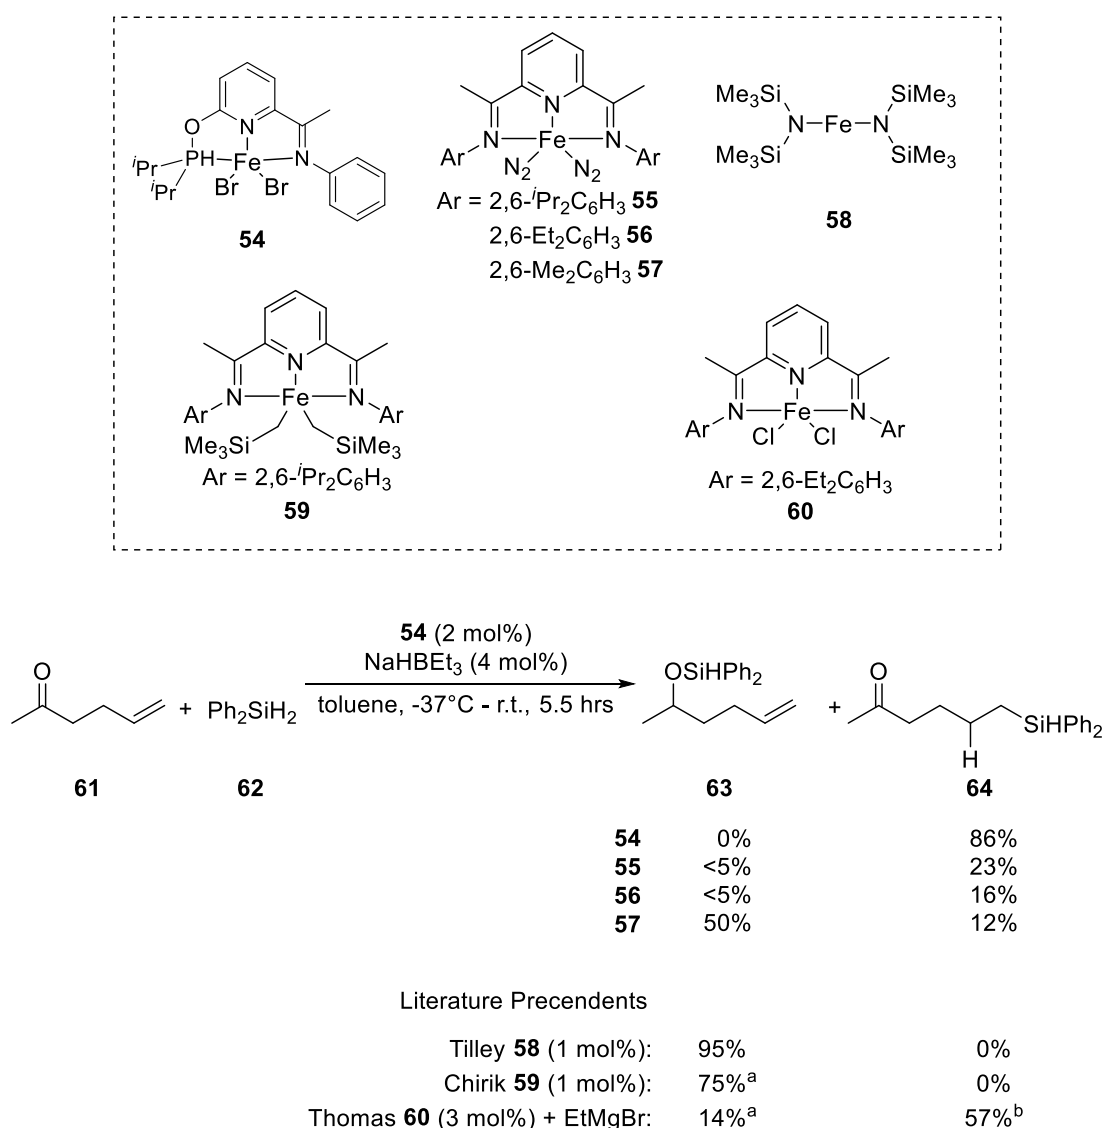 O
N
N
PH
Fe
ⁱPr
ⁱPr
Br
Br
54
N
N
N
Fe
Ar
Ar
N₂
N₂
Ar = 2,6-ⁱPr₂C₆H₃ 55
2,6-Et₂C₆H₃ 56
2,6-Me₂C₆H₃ 57
Me₃Si
SiMe₃
N
Fe
N
Me₃Si
SiMe₃
58
N
N
Fe
N
Ar
Ar
Me₃Si
SiMe₃
Ar = 2,6-ⁱPr₂C₆H₃
59
N
N
Fe
N
Ar
Ar
Cl
Cl
Ar = 2,6-Et₂C₆H₃
60
54 (2 mol%)
NaHBEt₃ (4 mol%)
toluene, -37°C - r.t., 5.5 hrs
O
+
Ph₂SiH₂
OSiHPh₂
+
O
SiHPh₂
H
61
62
63
64
54 0% 86%
55 <5% 23%
56 <5% 16%
57 50% 12%
Literature Precendents
Tilley 58 (1 mol%): 95% 0%
Chirik 59 (1 mol%): 75%ᵃ 0%
Thomas 60 (3 mol%) + EtMgBr: 14%ᵃ 57%ᵇ